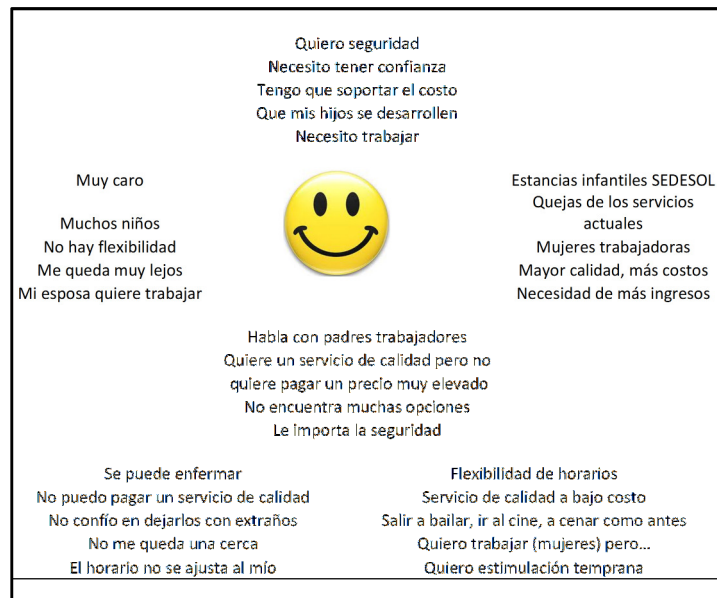 Quiero seguridad
Necesito tener confianza
Tengo que soportar el costo
Que mis hijos se desarrollen
Necesito trabajar
Muy caro
Muchos niños
No hay flexibilidad
Me queda muy lejos
Mi esposa quiere trabajar
Estancias infantiles SEDESOL
Quejas de los servicios
actuales
Mujeres trabajadoras
Mayor calidad, más costos
Necesidad de más ingresos
Habla con padres trabajadores
Quiere un servicio de calidad pero no
quiere pagar un precio muy elevado
No encuentra muchas opciones
Le importa la seguridad
Se puede enfermar
No puedo pagar un servicio de calidad
No confío en dejarlos con extraños
No me queda una cerca
El horario no se ajusta al mío
Flexibilidad de horarios
Servicio de calidad a bajo costo
Salir a bailar, ir al cine, a cenar como antes
Quiero trabajar (mujeres) pero...
Quiero estimulación temprana